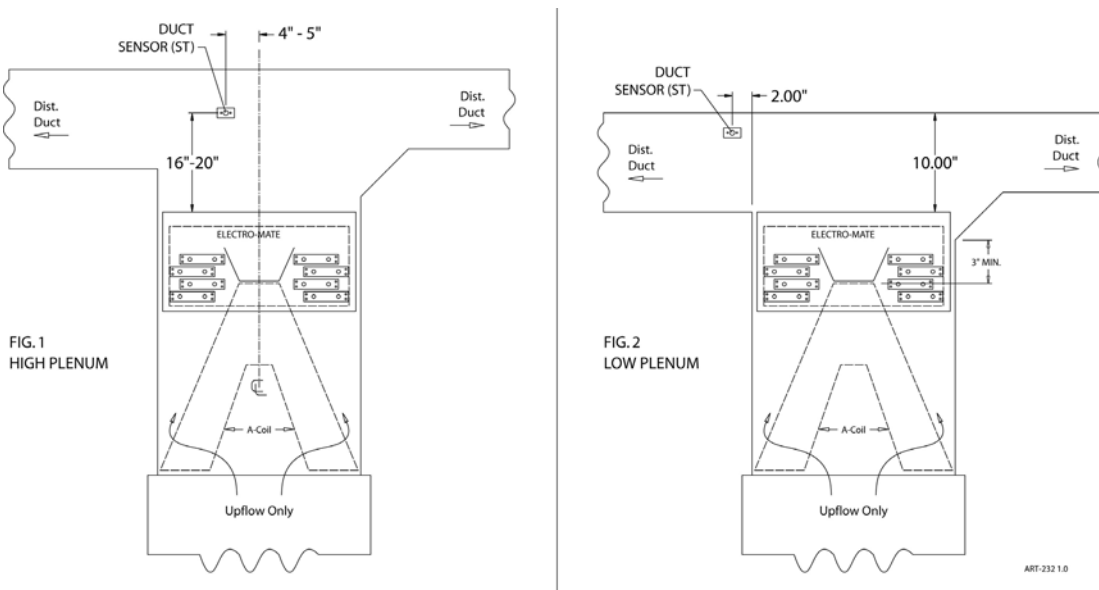 DUCT
SENSOR (ST)
4" - 5"
Dist.
Duct
Dist.
Duct
16"-20"
ELECTRO-MATE
FIG. 1
HIGH PLENUM
CL
A-Coil
Upflow Only
DUCT
SENSOR (ST)
2.00"
Dist.
Duct
10.00"
Dist.
Duct
ELECTRO-MATE
3" MIN.
FIG. 2
LOW PLENUM
A-Coil
Upflow Only
ART-232 1.0